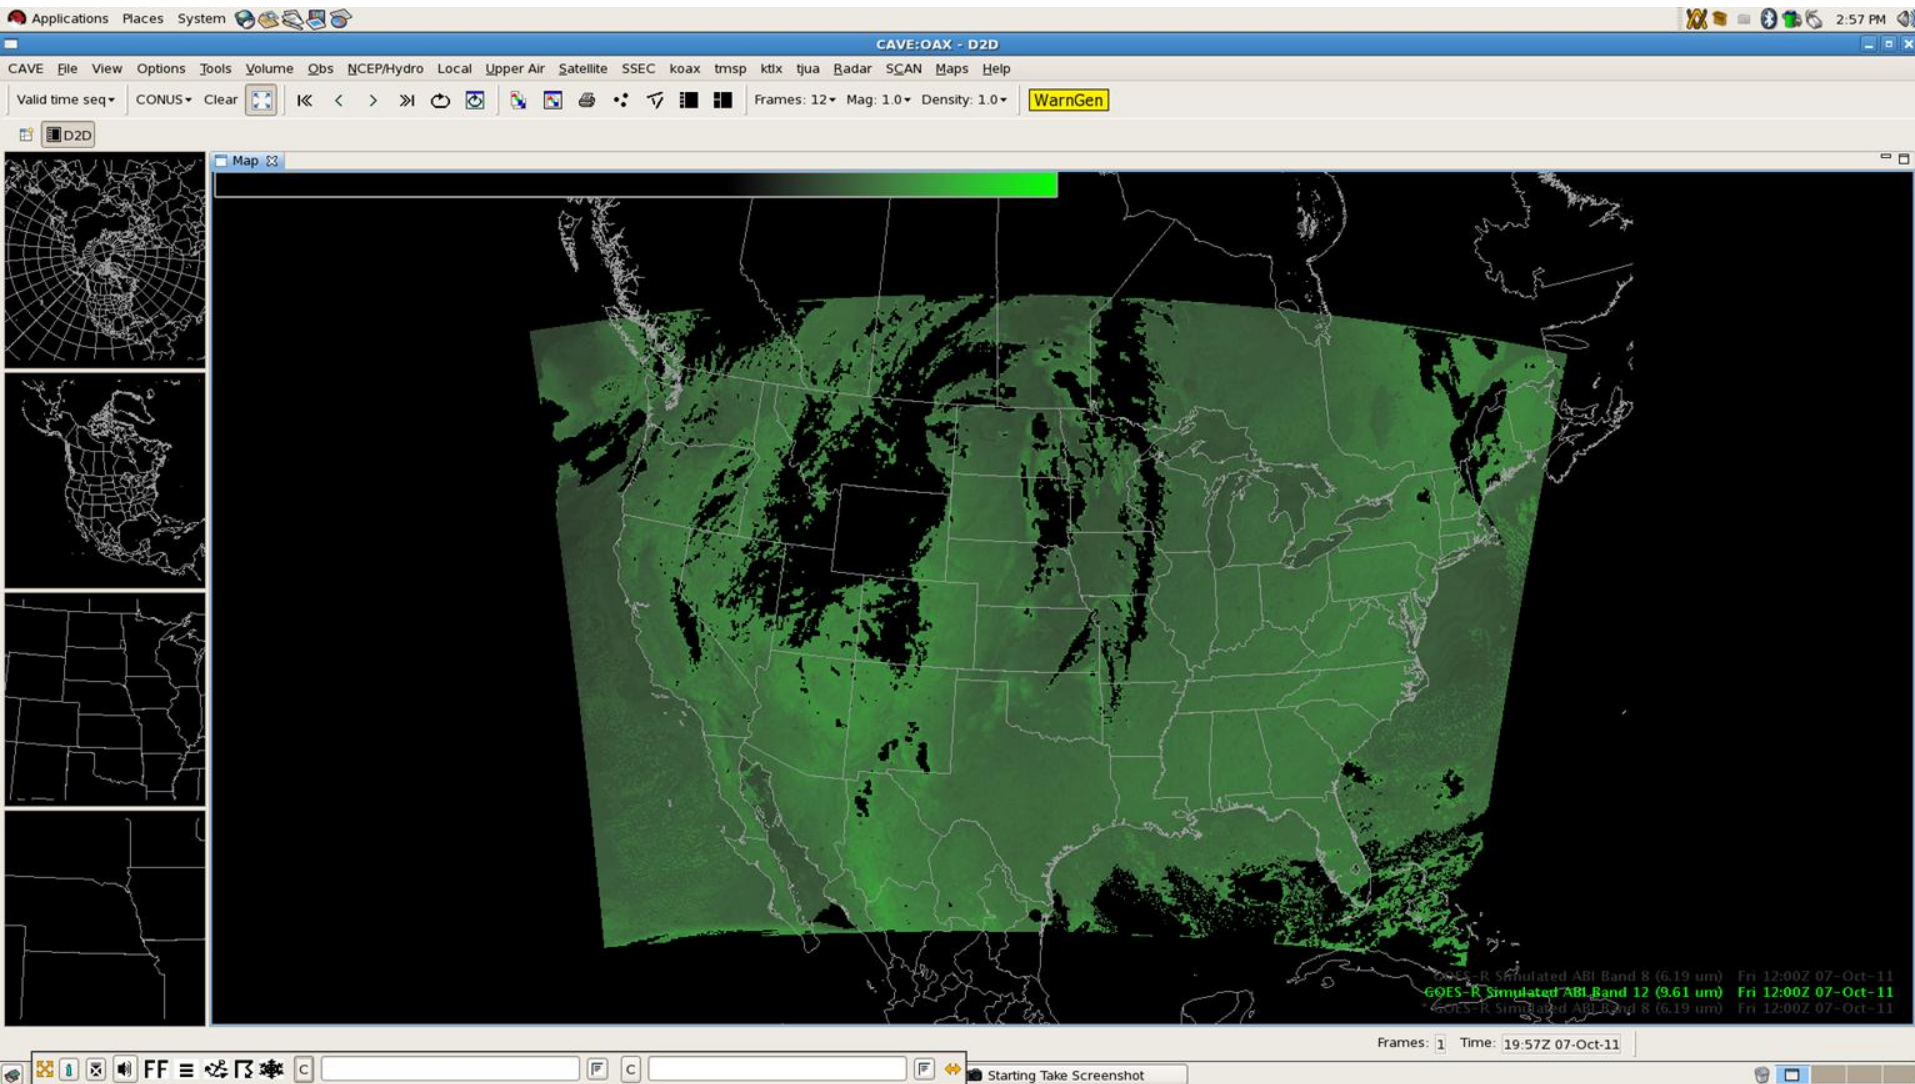 Applications Places System 2:57 PM
CAVE:OAX - D2D
CAVE File View Options Tools Volume Obs NCEP/Hydro Local Upper Air Satellite SSEC koax tmsp ktlx tjua Radar SCAN Maps Help
Valid time seq CONUS Clear Frames: 12 Mag: 1.0 Density: 1.0 WarnGen
D2D
Map
GOES-R Simulated ABI Band 8 (6.19 um) Fri 12:00Z 07-Oct-11
GOES-R Simulated ABI Band 12 (9.61 um) Fri 12:00Z 07-Oct-11
* GOES-R Simulated ABI Band 8 (6.19 um) Fri 12:00Z 07-Oct-11
Frames: 1 Time: 19:57Z 07-Oct-11
FF C C
Starting Take Screenshot